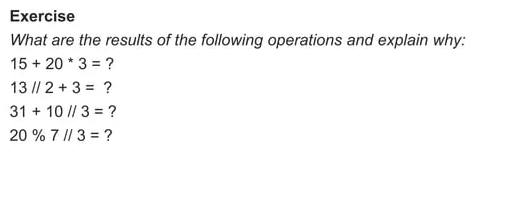 Exercise
What are the results of the following operations and explain why:
15 + 20 * 3 = ?
13 // 2 + 3 =  ?
31 + 10 // 3 = ?
20 % 7 // 3 = ?